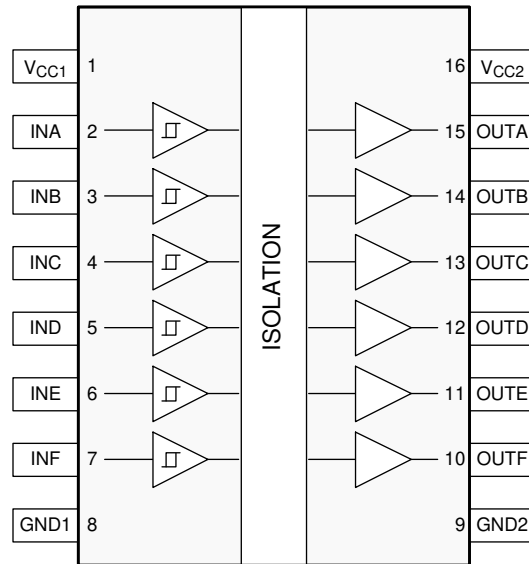 VCC1 1 16 VCC2
INA 2 15 OUTA
INB 3 14 OUTB
INC 4 13 OUTC
IND 5 12 OUTD
INE 6 11 OUTE
INF 7 10 OUTF
GND1 8 9 GND2
ISOLATION